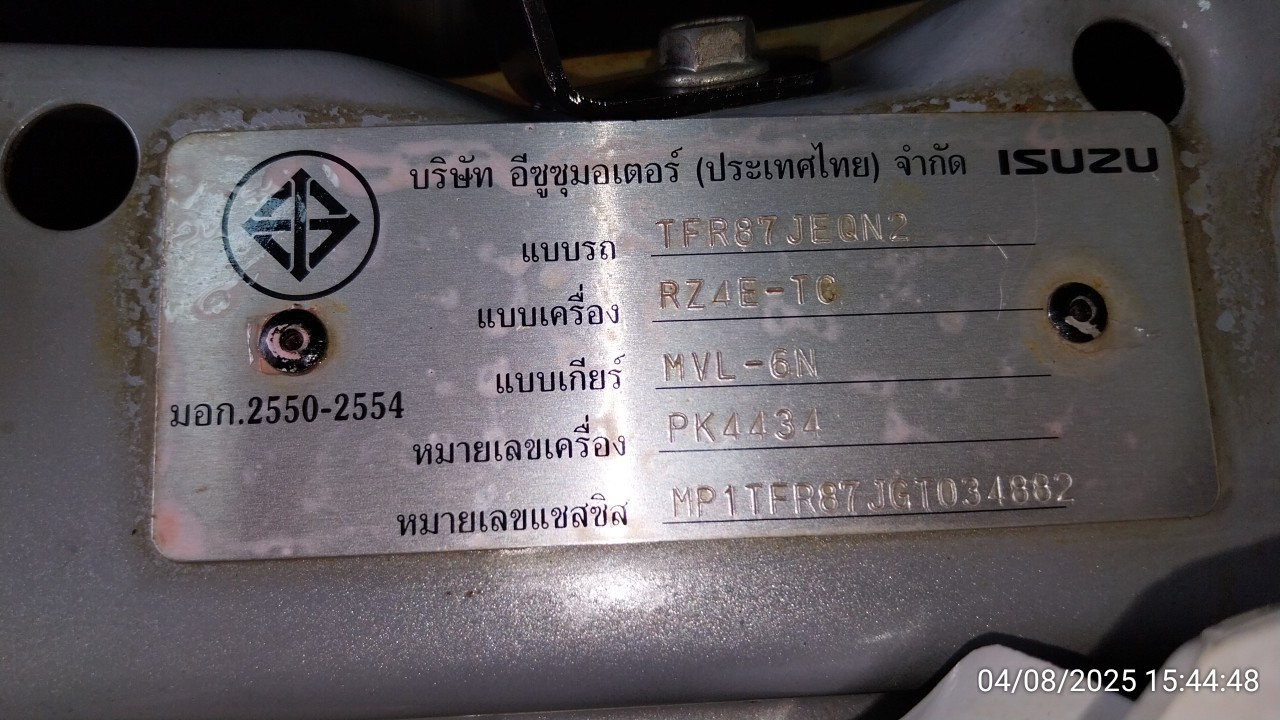 บริษัท อีซูซุมอเตอร์ (ประเทศไทย) จำกัด ISUZU
แบบรถ TFR87JEQN2
แบบเครื่อง RZ4E-TC
แบบเกียร์ MVL-6N
มอก.2550-2554
หมายเลขเครื่อง PK4434
หมายเลขแชสซิส MP1TFR87JGT034882
04/08/2025 15:44:48